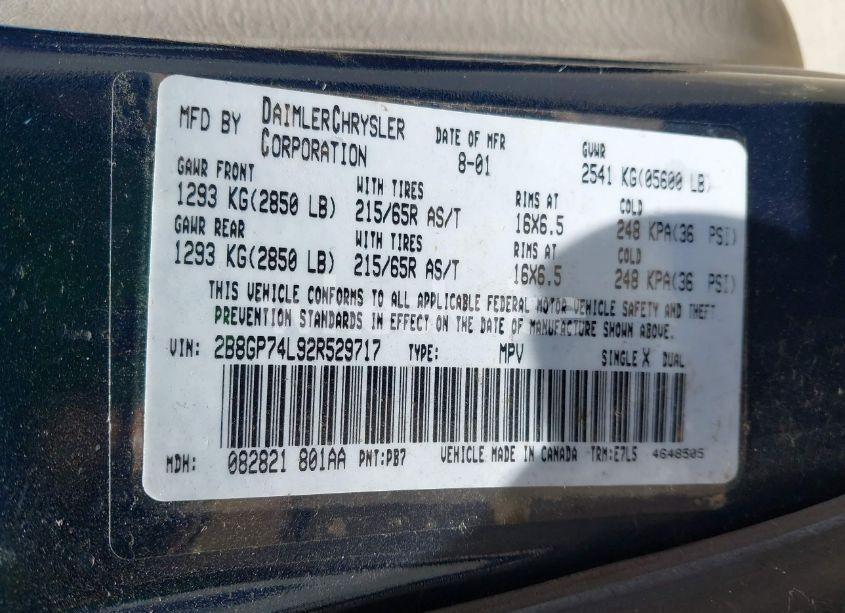 MFD BY DAIMLERCHRYSLER CORPORATION DATE OF MFR 8-01 GVWR 2541 KG(05600 LB)
GAWR FRONT WITH TIRES RIMS AT COLD
1293 KG(2850 LB) 215/65R AS/T 16X6.5 248 KPA(36 PSI)
GAWR REAR WITH TIRES RIMS AT COLD
1293 KG(2850 LB) 215/65R AS/T 16X6.5 248 KPA(36 PSI)
THIS VEHICLE CONFORMS TO ALL APPLICABLE FEDERAL MOTOR VEHICLE SAFETY AND THEFT
PREVENTION STANDARDS IN EFFECT ON THE DATE OF MANUFACTURE SHOWN ABOVE.
VIN: 2B8GP74L92R529717 TYPE: MPV SINGLE X DUAL
MDH: 082821 801AA PNT:PB7 VEHICLE MADE IN CANADA TRM:E7L5 4648505